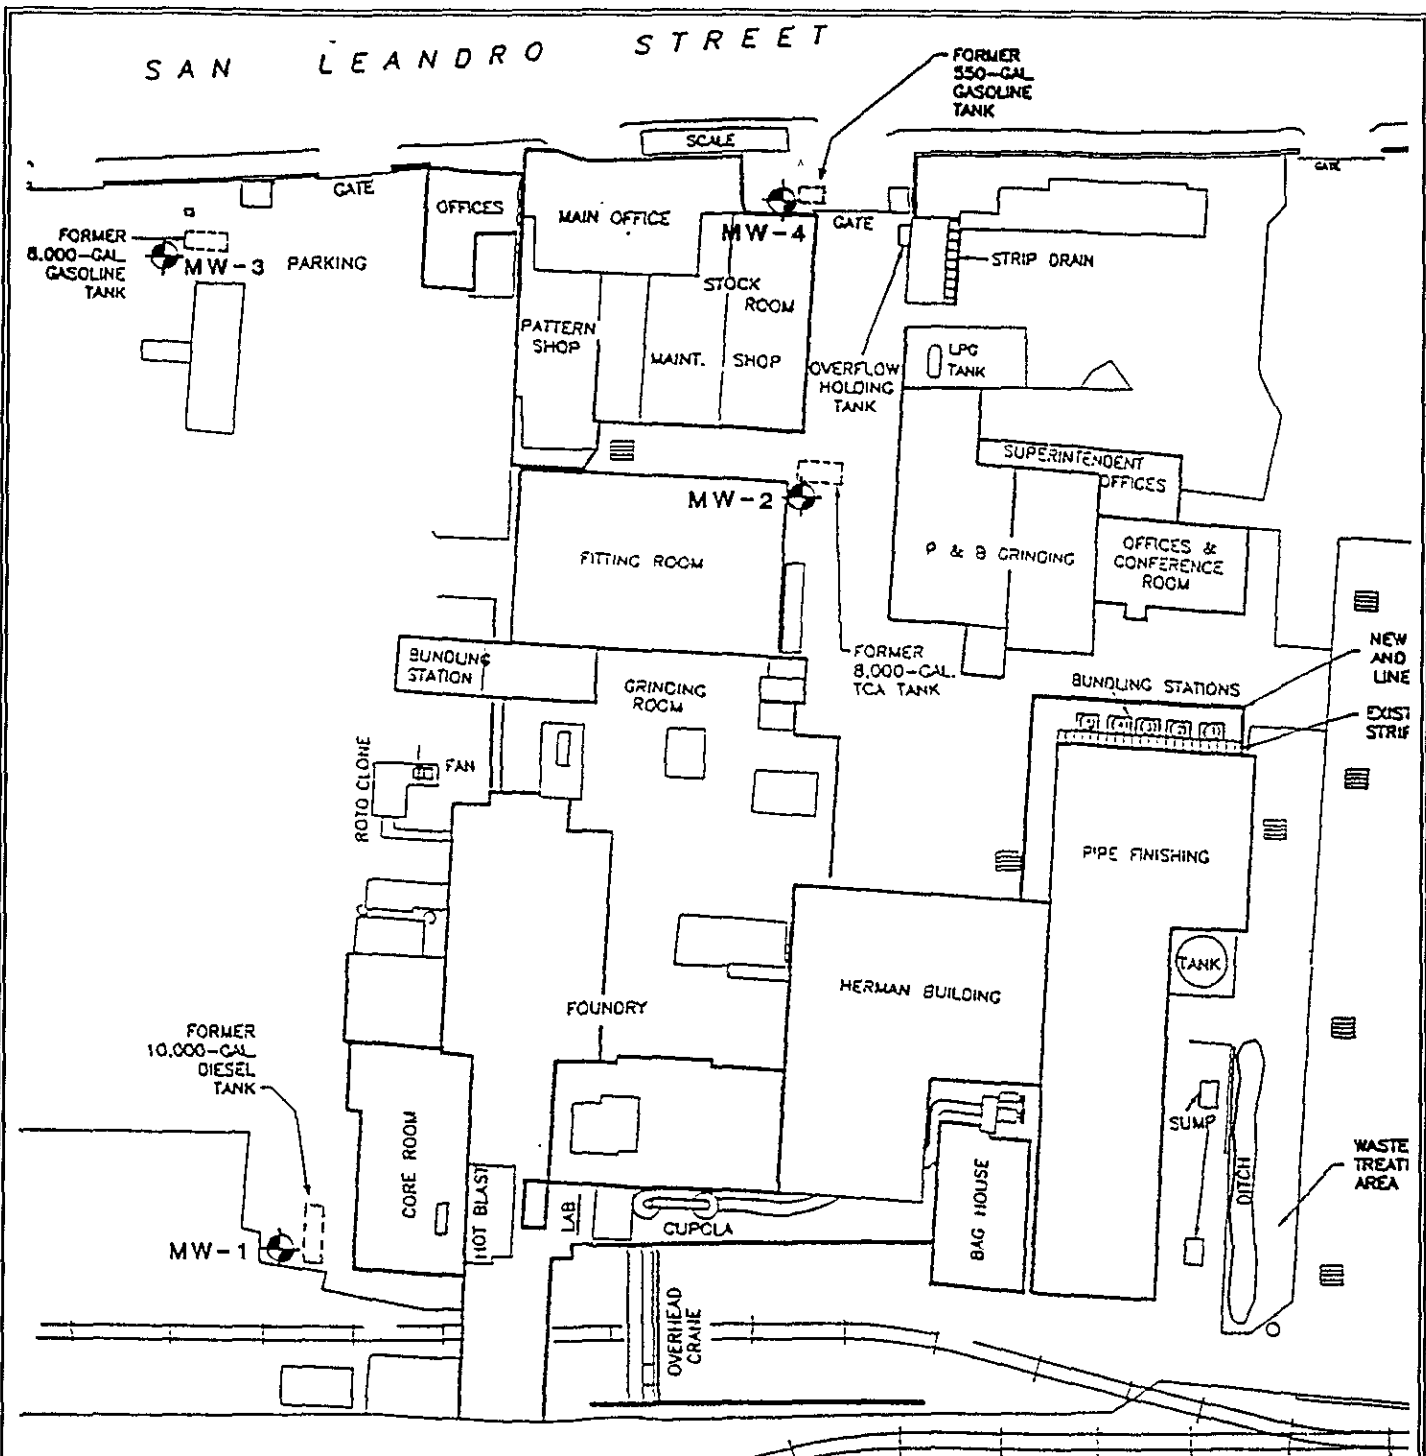 SAN LEANDRO STREET
FORMER
550-GAL
GASOLINE
TANK
SCALE
GATE
GATE
OFFICES
MAIN OFFICE
MW-4
GATE
FORMER
8,000-GAL
GASOLINE
TANK
MW-3
PARKING
STRIP DRAIN
STOCK
ROOM
PATTERN
SHOP
MAINT.
SHOP
OVERFLOW
HOLDING
TANK
LPG
TANK
SUPERINTENDENT
OFFICES
MW-2
FITTING ROOM
P & B GRINDING
OFFICES &
CONFERENCE
ROOM
FORMER
8,000-GAL.
TCA TANK
NEW
AND
LINE
BUNDLING
STATION
GRINDING
ROOM
BUNDLING STATIONS
EXIST
STRIP
ROTO CLONE
FAN
PIPE FINISHING
TANK
HERMAN BUILDING
FOUNDRY
FORMER
10,000-GAL
DIESEL
TANK
CORE ROOM
SUMP
WASTE
TREATI
AREA
DITCH
HOT BLAST
LAB
CUPOLA
BAG HOUSE
MW-1
OVERHEAD
CRANE